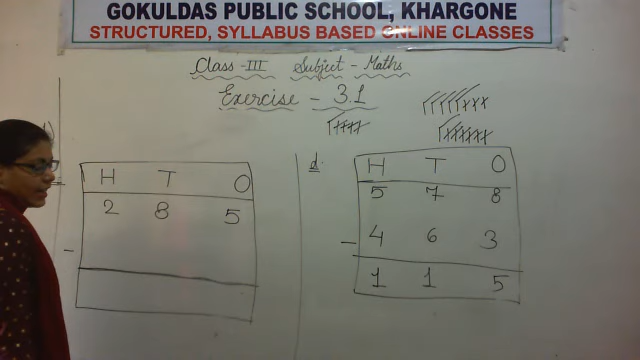 GOKULDAS PUBLIC SCHOOL, KHARGONE
STRUCTURED, SYLLABUS BASED ONLINE CLASSES
Class-III Subject - Maths
Exercise - 3.1
H T O
2 8 5
-
d.
H T O
5 7 8
- 4 6 3
1 1 5